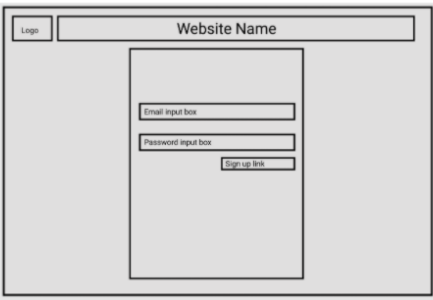 Logo
Website Name
Email input box
Password input box
Sign up link